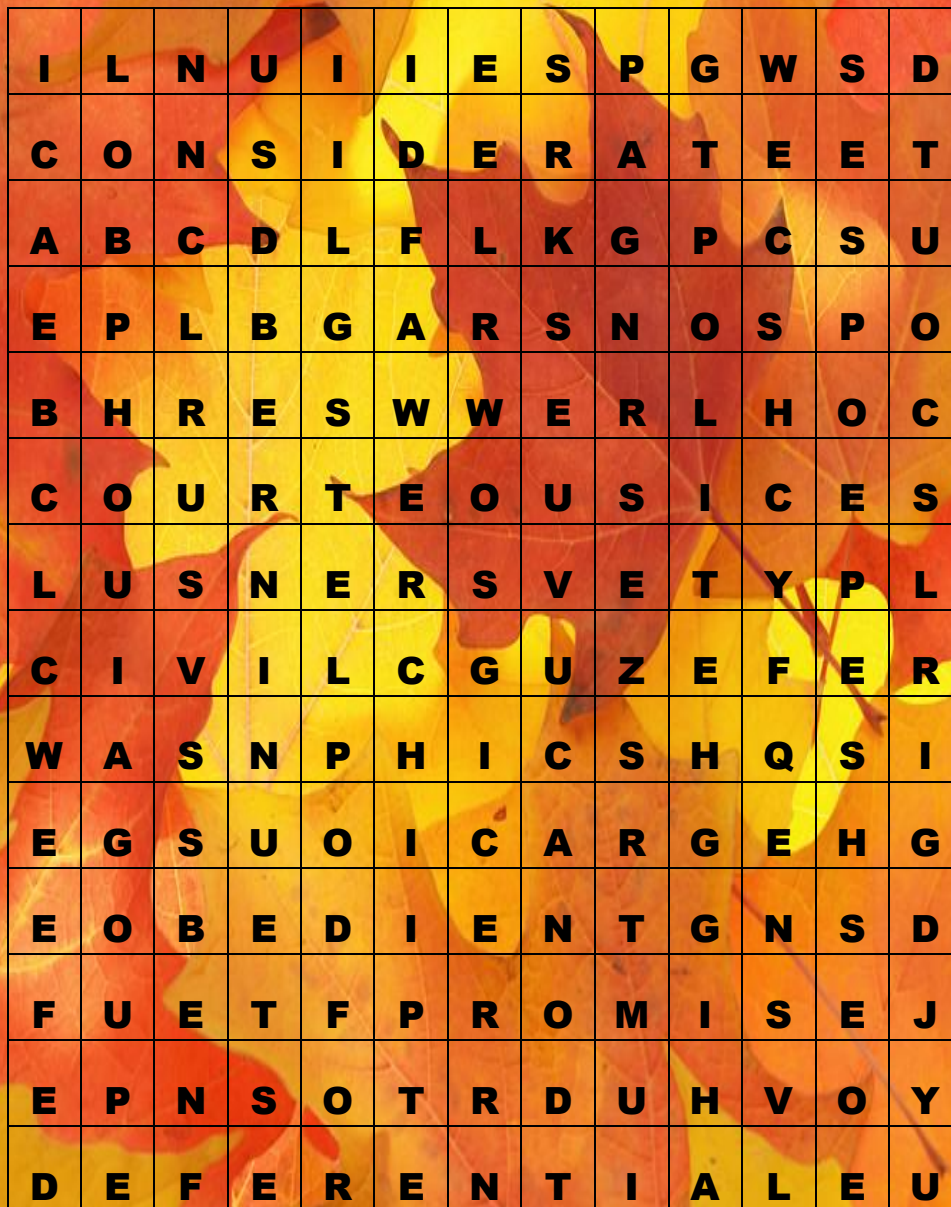 I L N U I I E S P G W S D
C O N S I D E R A T E E T
A B C D L F L K G P C S U
E P L B G A R S N O S P O
B H R E S W W E R L H O C
C O U R T E O U S I C E S
L U S N E R S V E T Y P L
C I V I L C G U Z E F E R
W A S N P H I C S H Q S I
E G S U O I C A R G E H G
E O B E D I E N T G N S D
F U E T F P R O M I S E J
E P N S O T R D U H V O Y
D E F E R E N T I A L E U